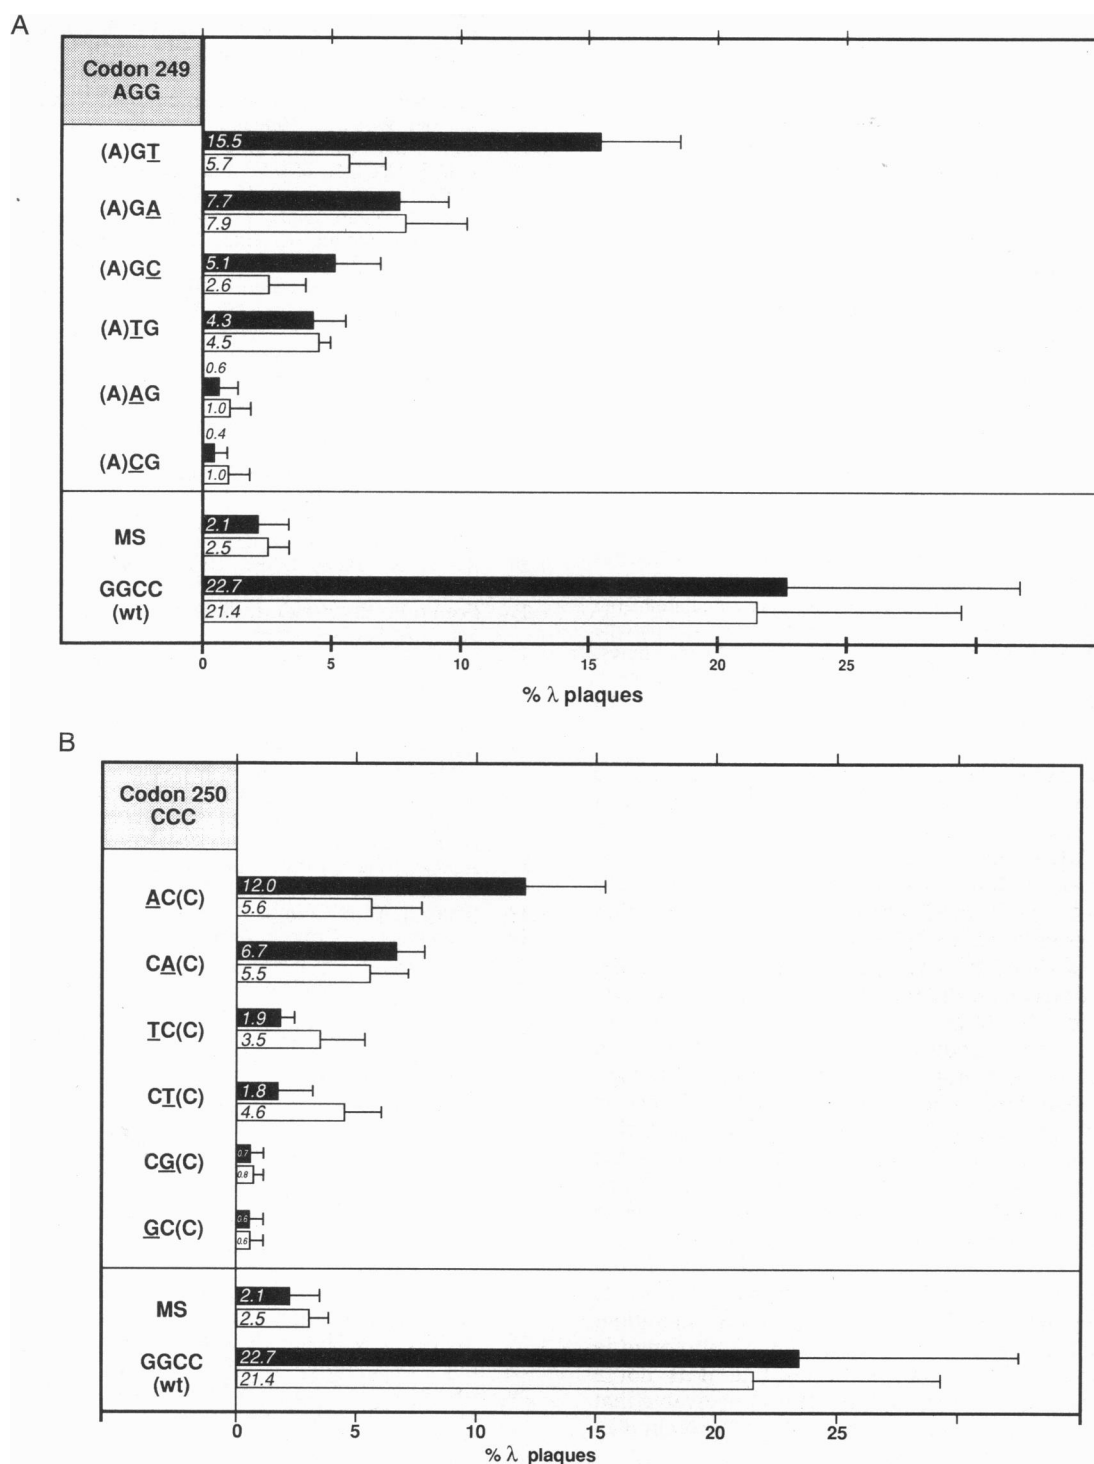 A
Codon 249
AGG
(A)GT
15.5
5.7
(A)GA
7.7
7.9
(A)GC
5.1
2.6
(A)TG
4.3
4.5
(A)AG
0.6
1.0
(A)CG
0.4
1.0
MS
2.1
2.5
GGCC
(wt)
22.7
21.4
0 5 10 15 20 25
% λ plaques
B
Codon 250
CCC
AC(C)
12.0
5.6
CA(C)
6.7
5.5
TC(C)
1.9
3.5
CT(C)
1.8
4.6
CG(C)
0.7
0.8
GC(C)
0.6
0.6
MS
2.1
2.5
GGCC
(wt)
22.7
21.4
0 5 10 15 20 25
% λ plaques